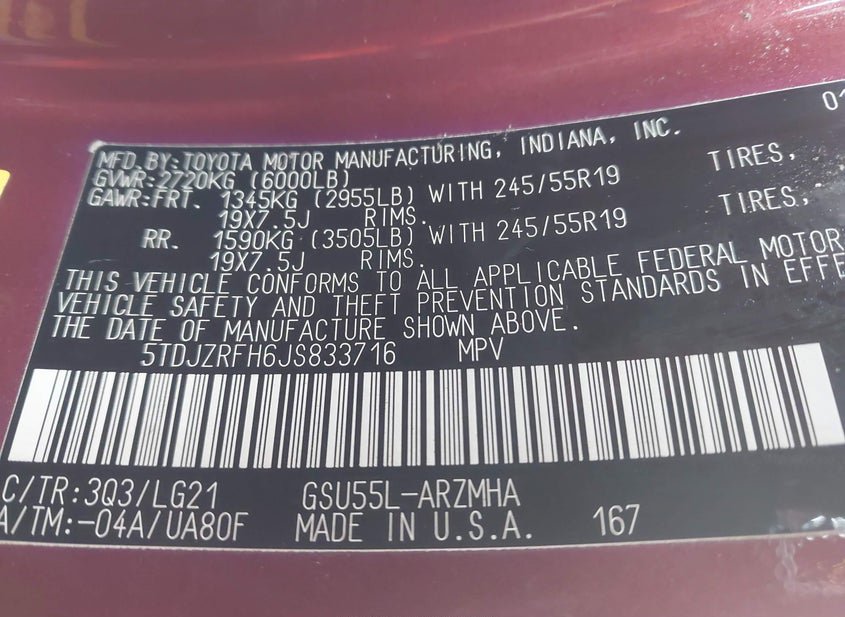 01
MFD. BY: TOYOTA MOTOR MANUFACTURING, INDIANA, INC.
GVWR: 2720KG (6000LB)
GAWR: FRT. 1345KG (2955LB) WITH 245/55R19 TIRES,
19X7.5J RIMS.
RR. 1590KG (3505LB) WITH 245/55R19 TIRES,
19X7.5J RIMS.
THIS VEHICLE CONFORMS TO ALL APPLICABLE FEDERAL MOTOR
VEHICLE SAFETY AND THEFT PREVENTION STANDARDS IN EFFE
THE DATE OF MANUFACTURE SHOWN ABOVE.
5TDJZRFH6JS833716 MPV
C/TR: 3Q3/LG21 GSU55L-ARZMHA
A/TM: -04A/UA80F MADE IN U.S.A. 167